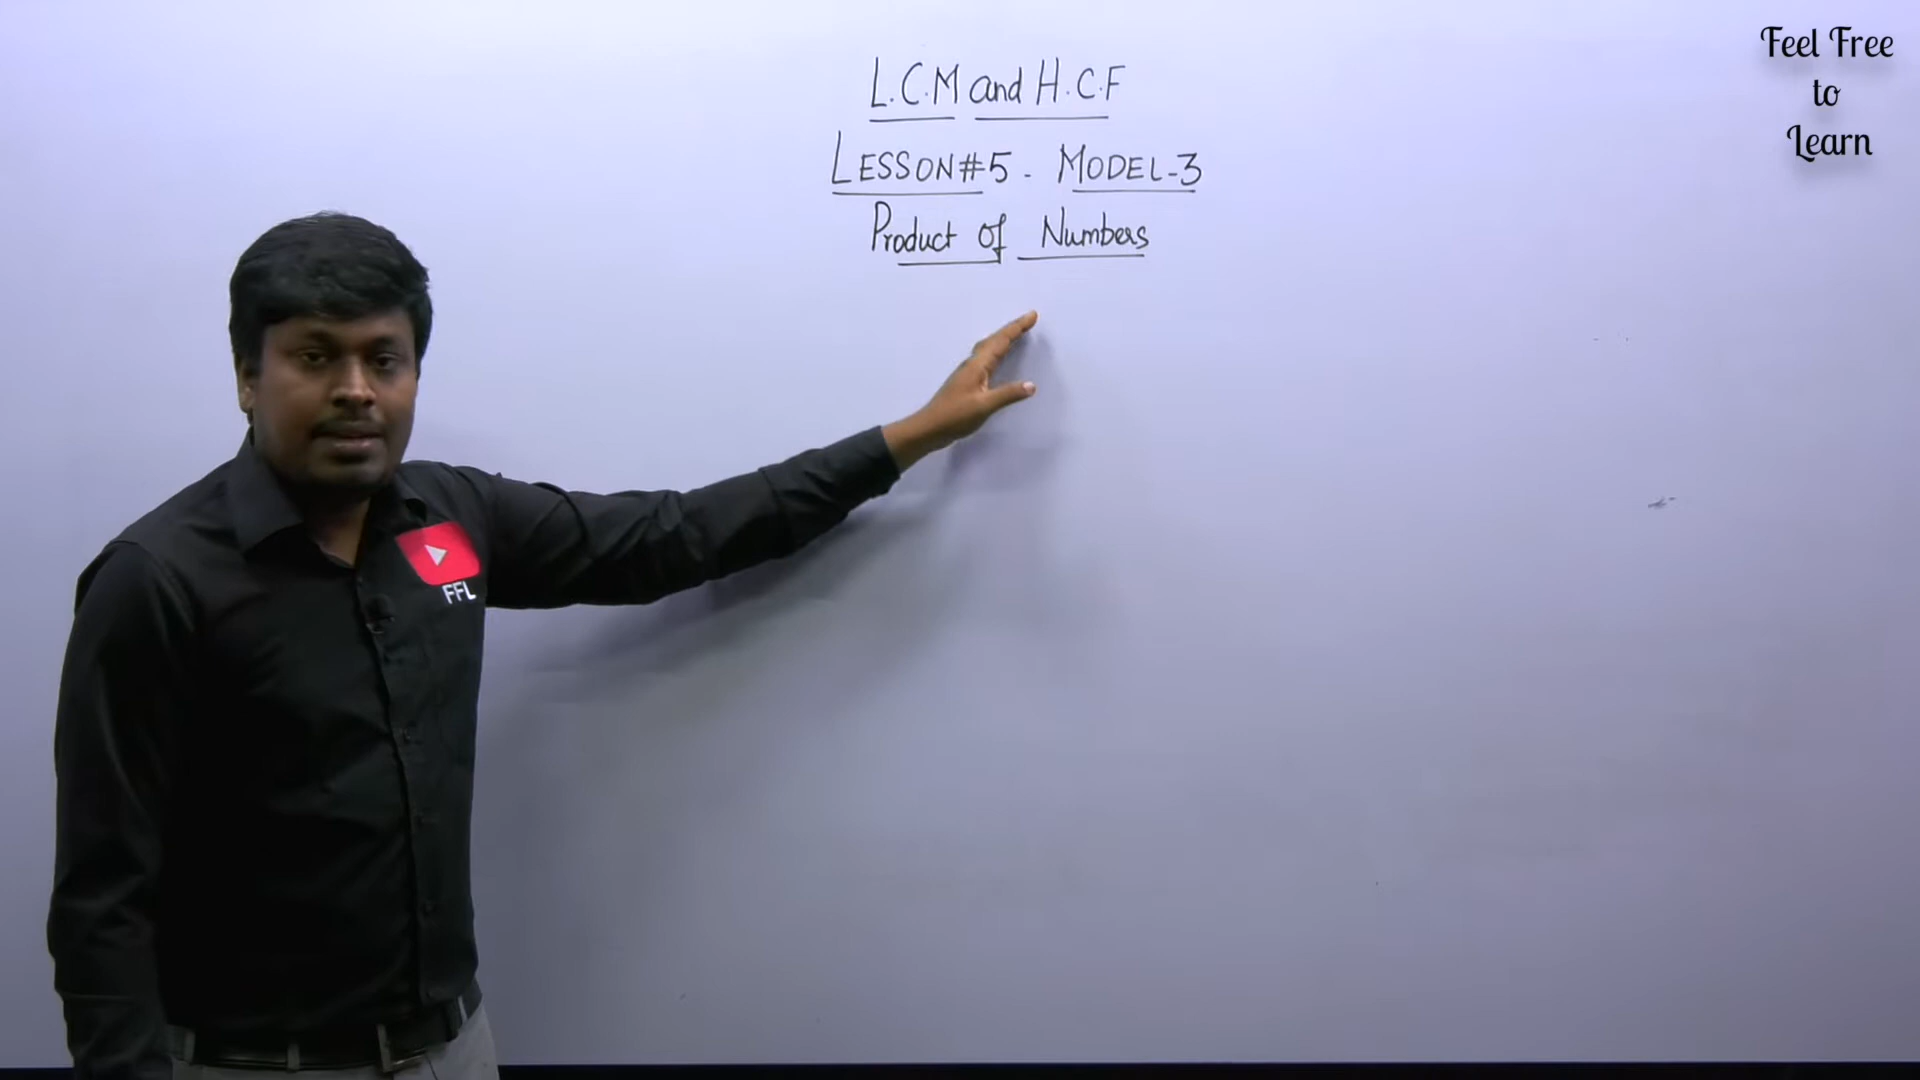 L.C.M and H.C.F
LESSON#5 - MODEL-3
Product of Numbers
Feel Free
to
Learn
FFL